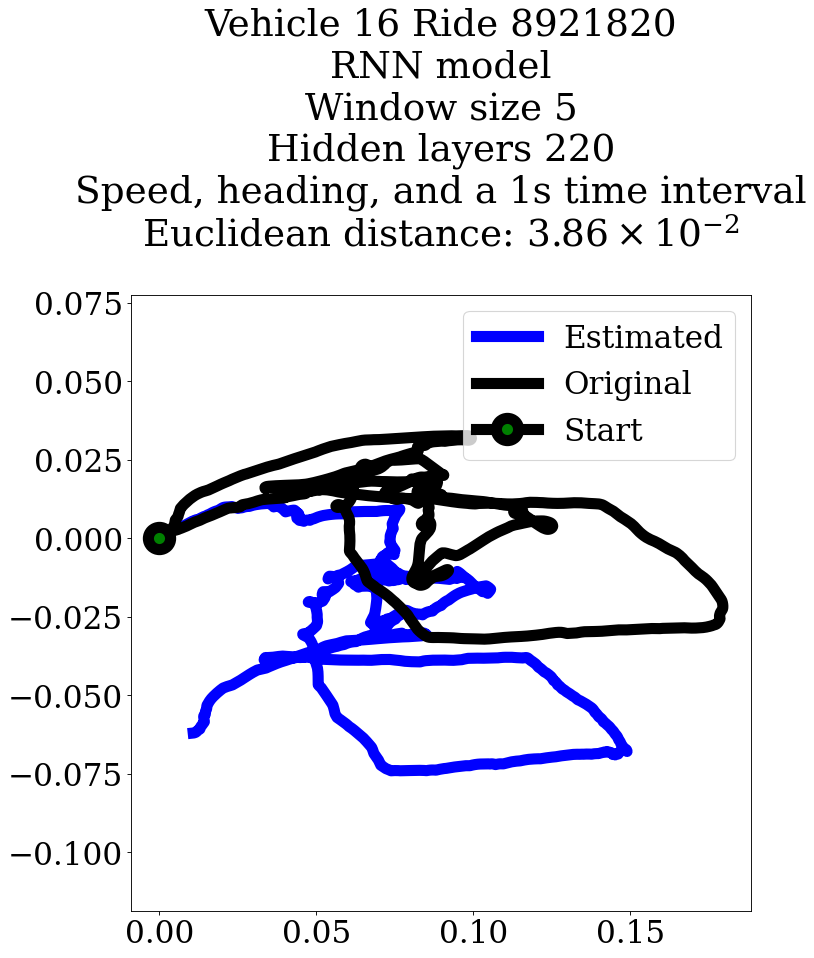 Vehicle 16 Ride 8921820
RNN model
Window size 5
Hidden layers 220
Speed, heading, and a 1s time interval
Euclidean distance: 3.86 × 10⁻²
Estimated
Original
Start
0.075
0.050
0.025
0.000
−0.025
−0.050
−0.075
−0.100
0.00 0.05 0.10 0.15